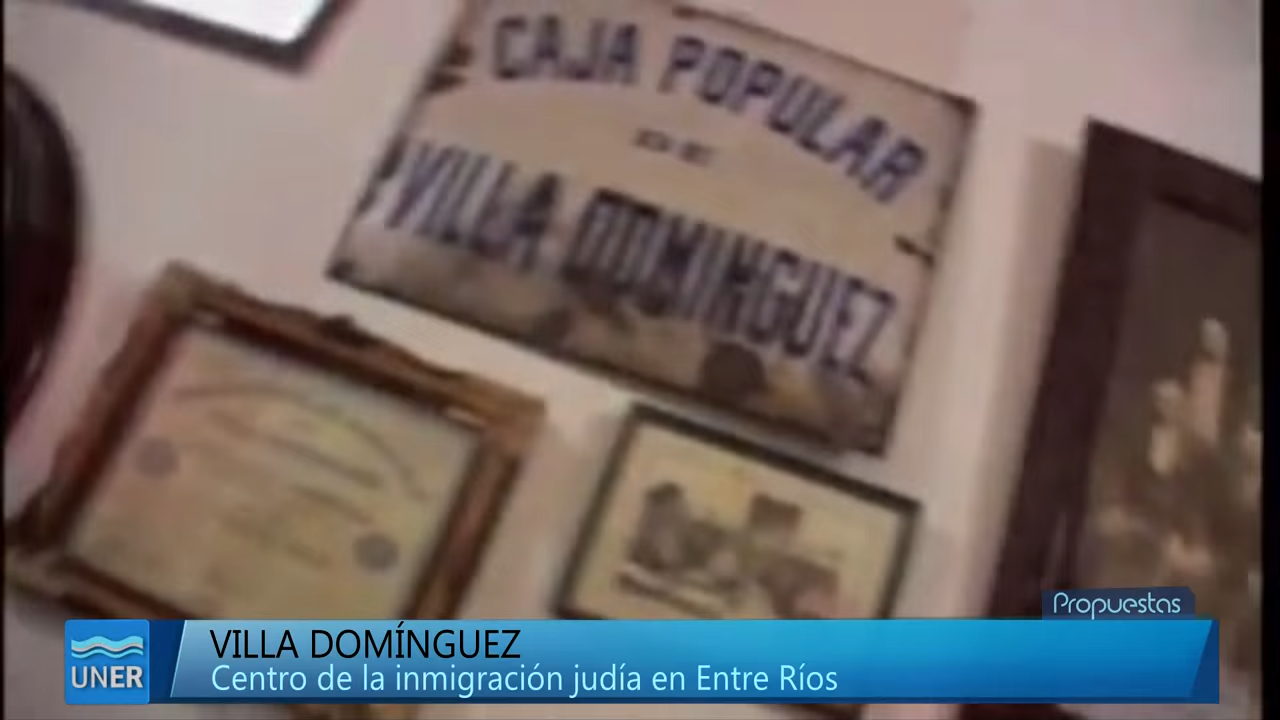 CAJA POPULAR
DE
VILLA DOMINGUEZ
Propuestas
UNER
VILLA DOMÍNGUEZ
Centro de la inmigración judía en Entre Ríos